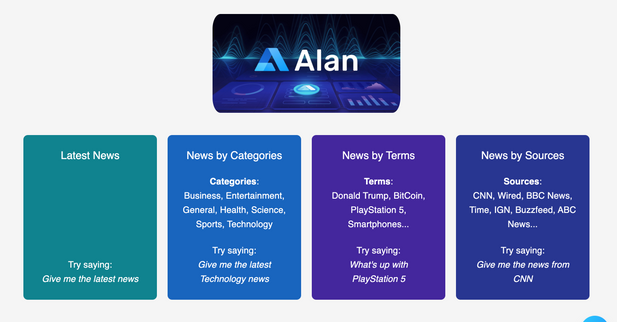 Alan
Latest News
Try saying:
Give me the latest news
News by Categories
Categories:
Business, Entertainment,
General, Health, Science,
Sports, Technology
Try saying:
Give me the latest
Technology news
News by Terms
Terms:
Donald Trump, BitCoin,
PlayStation 5,
Smartphones...
Try saying:
What's up with
PlayStation 5
News by Sources
Sources:
CNN, Wired, BBC News,
Time, IGN, Buzzfeed, ABC
News...
Try saying:
Give me the news from
CNN